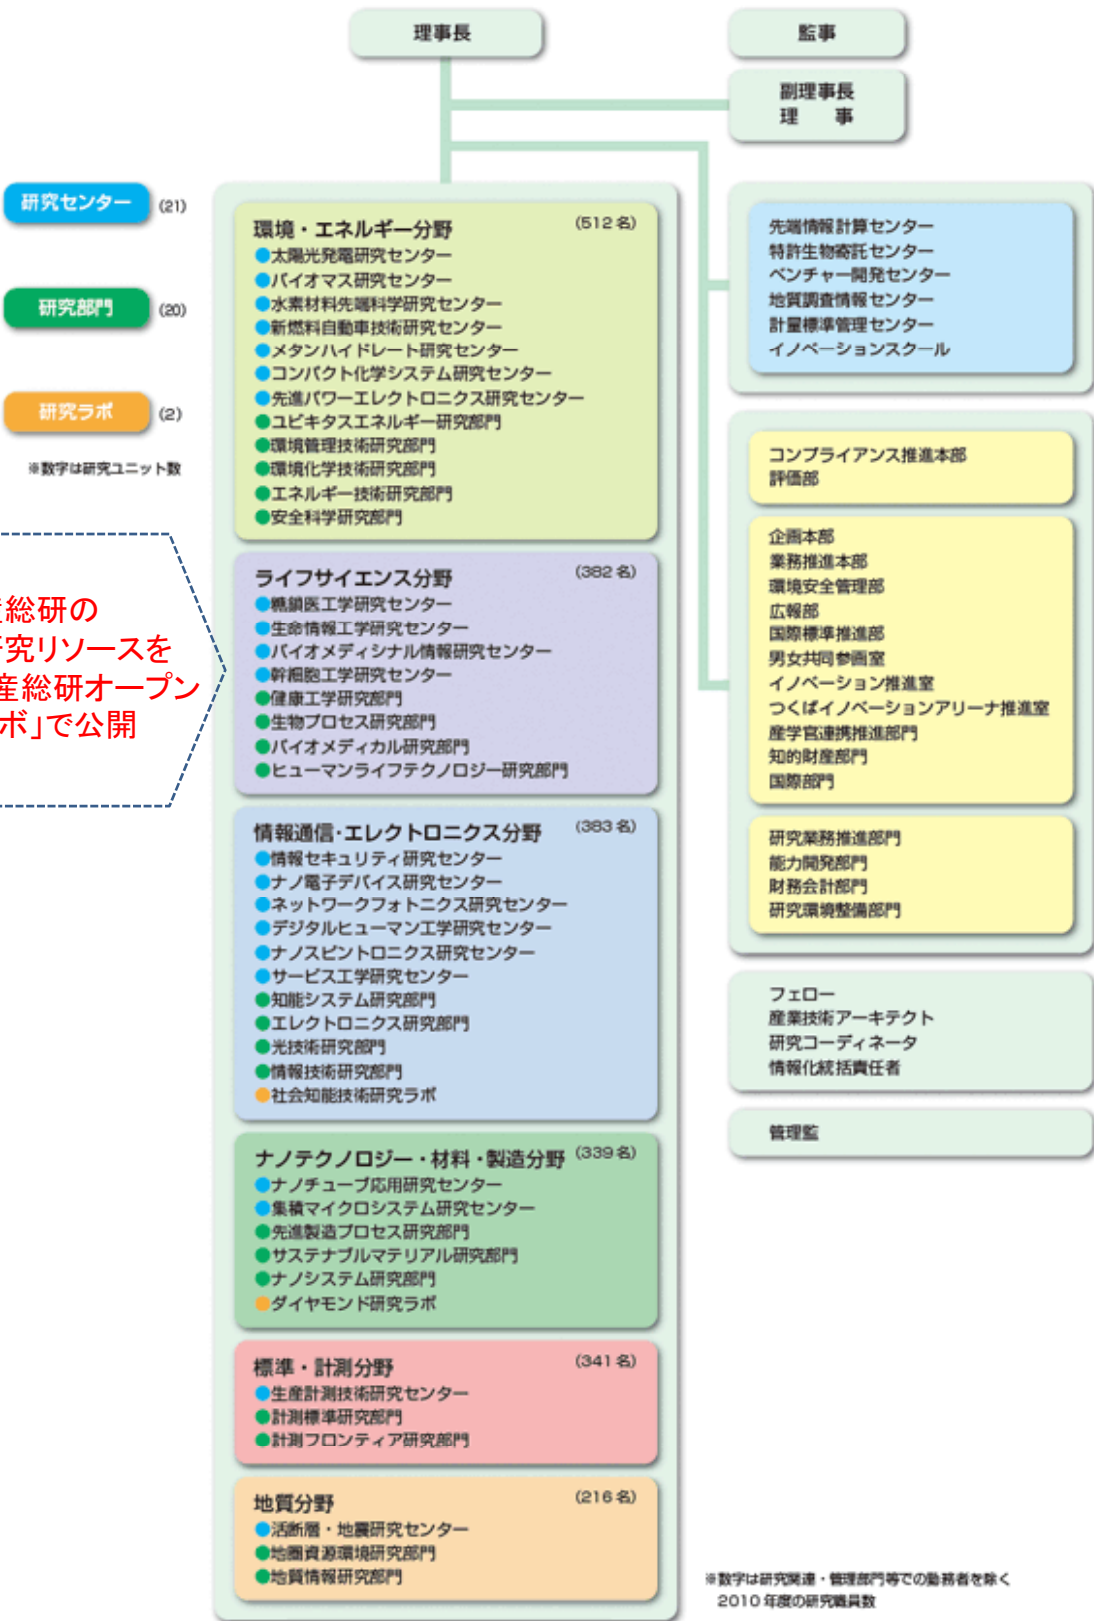 理事長
監事
副理事長
理 事
研究センター (21)
研究部門 (20)
研究ラボ (2)
※数字は研究ユニット数
総研の
究リソースを
産総研オープン
ボ」で公開
環境・エネルギー分野 (512名)
●太陽光発電研究センター
●バイオマス研究センター
●水素材料先端科学研究センター
●新燃料自動車技術研究センター
●メタンハイドレート研究センター
●コンパクト化学システム研究センター
●先進パワーエレクトロニクス研究センター
●ユビキタスエネルギー研究部門
●環境管理技術研究部門
●環境化学技術研究部門
●エネルギー技術研究部門
●安全科学研究部門
ライフサイエンス分野 (382名)
●糖鎖医工学研究センター
●生命情報工学研究センター
●バイオメディシナル情報研究センター
●幹細胞工学研究センター
●健康工学研究部門
●生物プロセス研究部門
●バイオメディカル研究部門
●ヒューマンライフテクノロジー研究部門
情報通信・エレクトロニクス分野 (383名)
●情報セキュリティ研究センター
●ナノ電子デバイス研究センター
●ネットワークフォトニクス研究センター
●デジタルヒューマン工学研究センター
●ナノスピントロニクス研究センター
●サービス工学研究センター
●知能システム研究部門
●エレクトロニクス研究部門
●光技術研究部門
●情報技術研究部門
●社会知能技術研究ラボ
ナノテクノロジー・材料・製造分野 (339名)
●ナノチューブ応用研究センター
●集積マイクロシステム研究センター
●先進製造プロセス研究部門
●サステナブルマテリアル研究部門
●ナノシステム研究部門
●ダイヤモンド研究ラボ
標準・計測分野 (341名)
●生産計測技術研究センター
●計測標準研究部門
●計測フロンティア研究部門
地質分野 (216名)
●活断層・地震研究センター
●地圏資源環境研究部門
●地質情報研究部門
先端情報計算センター
特許生物寄託センター
ベンチャー開発センター
地質調査情報センター
計量標準管理センター
イノベーションスクール
コンプライアンス推進本部
評価部
企画本部
業務推進本部
環境安全管理部
広報部
国際標準推進部
男女共同参画室
イノベーション推進室
つくばイノベーションアリーナ推進室
産学官連携推進部門
知的財産部門
国際部門
研究業務推進部門
能力開発部門
財務会計部門
研究環境整備部門
フェロー
産業技術アーキテクト
研究コーディネータ
情報化統括責任者
管理監
※数字は研究関連・管理部門等での勤務者を除く
2010年度の研究職員数